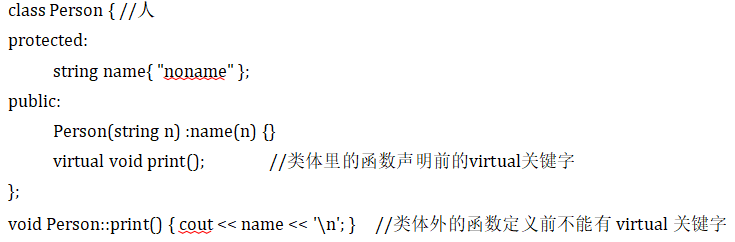 class Person { //人
protected:
string name{ "noname" };
public:
Person(string n) :name(n) {}
virtual void print(); //类体里的函数声明前的virtual关键字
};
void Person::print() { cout << name << '\n'; } //类体外的函数定义前不能有 virtual 关键字